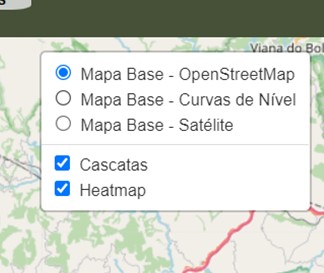 Viana do Bol
Mapa Base - OpenStreetMap
Mapa Base - Curvas de Nível
Mapa Base - Satélite
Cascatas
Heatmap